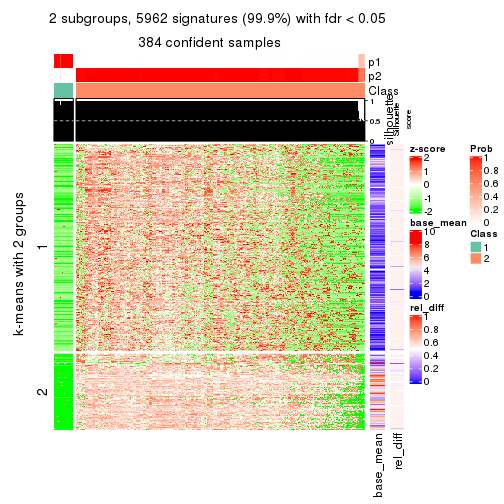 2 subgroups, 5962 signatures (99.9%) with fdr < 0.05
384 confident samples
p1
p2
Class
silhouette
Silhouette
score
1
0.5
0
k-means with 2 groups
1
2
base_mean
rel_diff
z-score
2
1
0
-1
-2
base_mean
10
8
6
4
2
0
rel_diff
1
0.8
0.6
0.4
0.2
0
Prob
1
0.8
0.6
0.4
0.2
0
Class
1
2